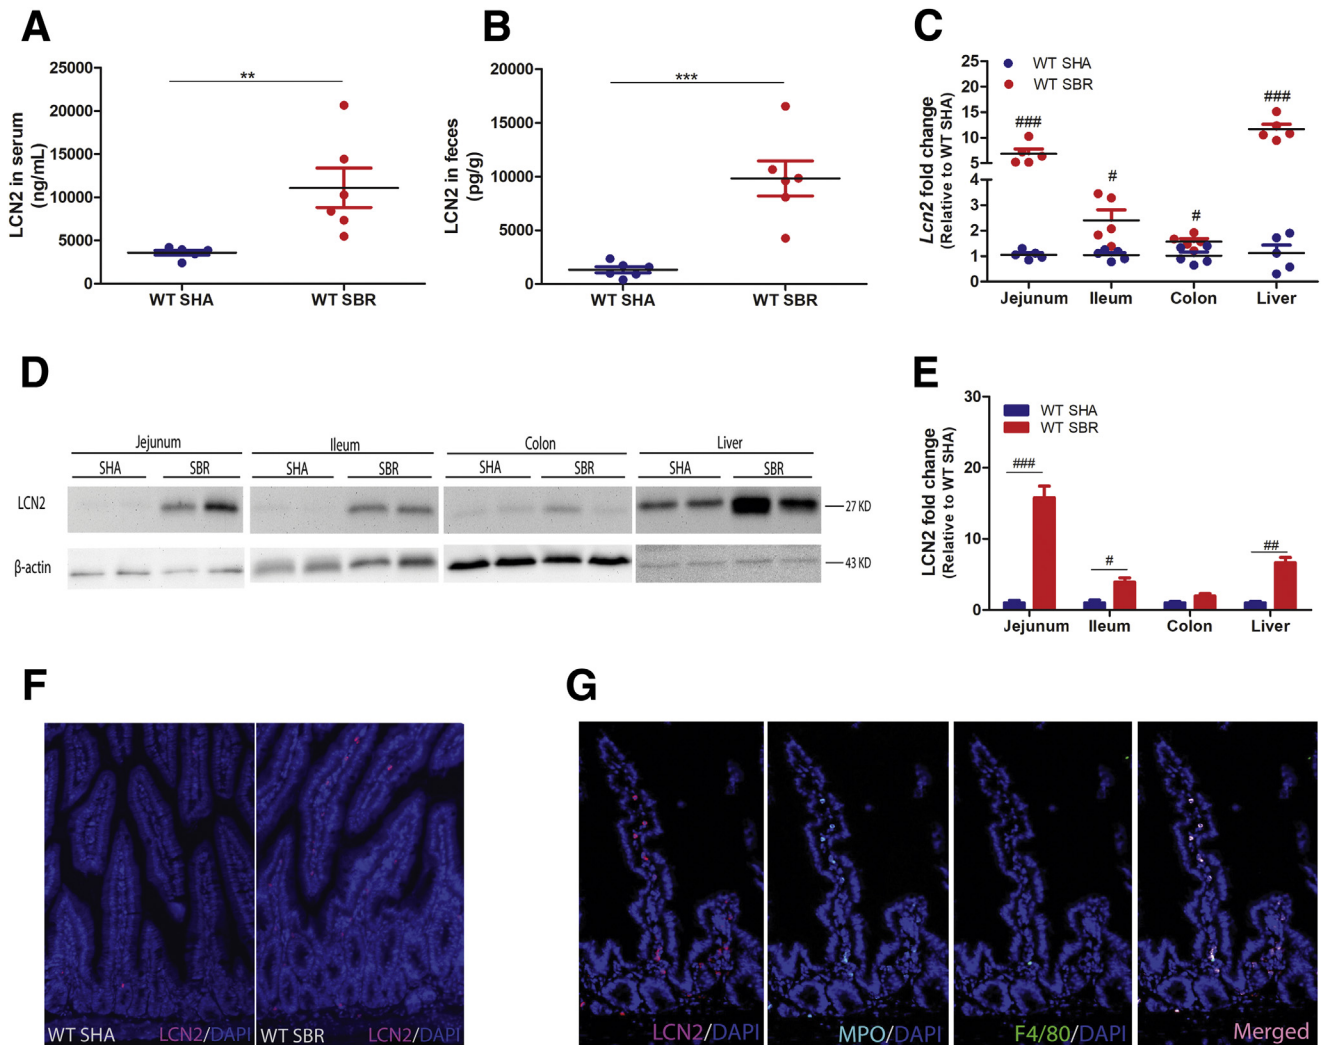 A
LCN2 in serum
(ng/mL)
25000
20000
15000
10000
5000
0
**
WT SHA
WT SBR
B
LCN2 in feces
(pg/g)
20000
15000
10000
5000
0
***
WT SHA
WT SBR
C
Lcn2 fold change
(Relative to WT SHA)
25
20
15
10
5
4
3
2
1
0
WT SHA
WT SBR
###
#
#
###
Jejunum
Ileum
Colon
Liver
D
Jejunum
Ileum
Colon
Liver
SHA
SBR
SHA
SBR
SHA
SBR
SHA
SBR
LCN2
27 KD
β-actin
43 KD
E
LCN2 fold change
(Relative to WT SHA)
30
20
10
0
WT SHA
WT SBR
###
#
##
Jejunum
Ileum
Colon
Liver
F
WT SHA
LCN2/DAPI
WT SBR
LCN2/DAPI
G
LCN2/DAPI
MPO/DAPI
F4/80/DAPI
Merged